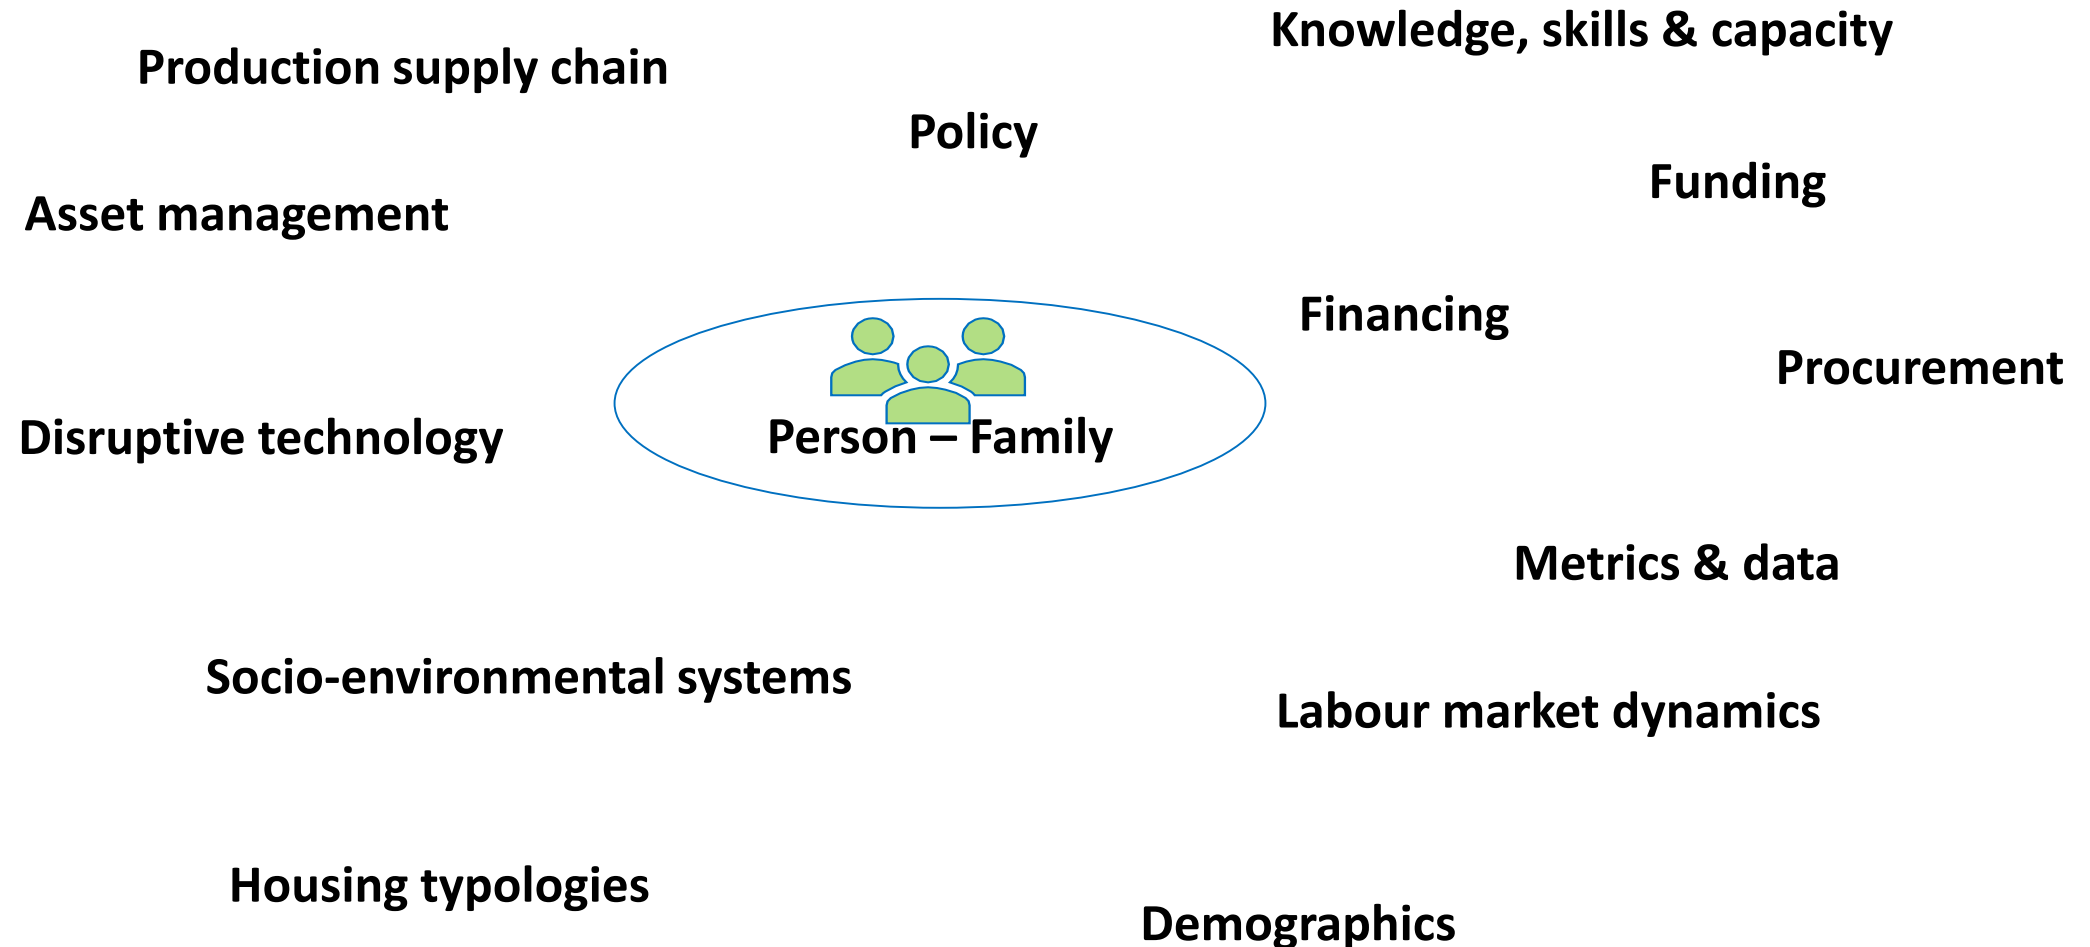 Knowledge, skills & capacity
Production supply chain
Policy
Funding
Asset management
Financing
Procurement
Disruptive technology
Person – Family
Metrics & data
Socio-environmental systems
Labour market dynamics
Housing typologies
Demographics